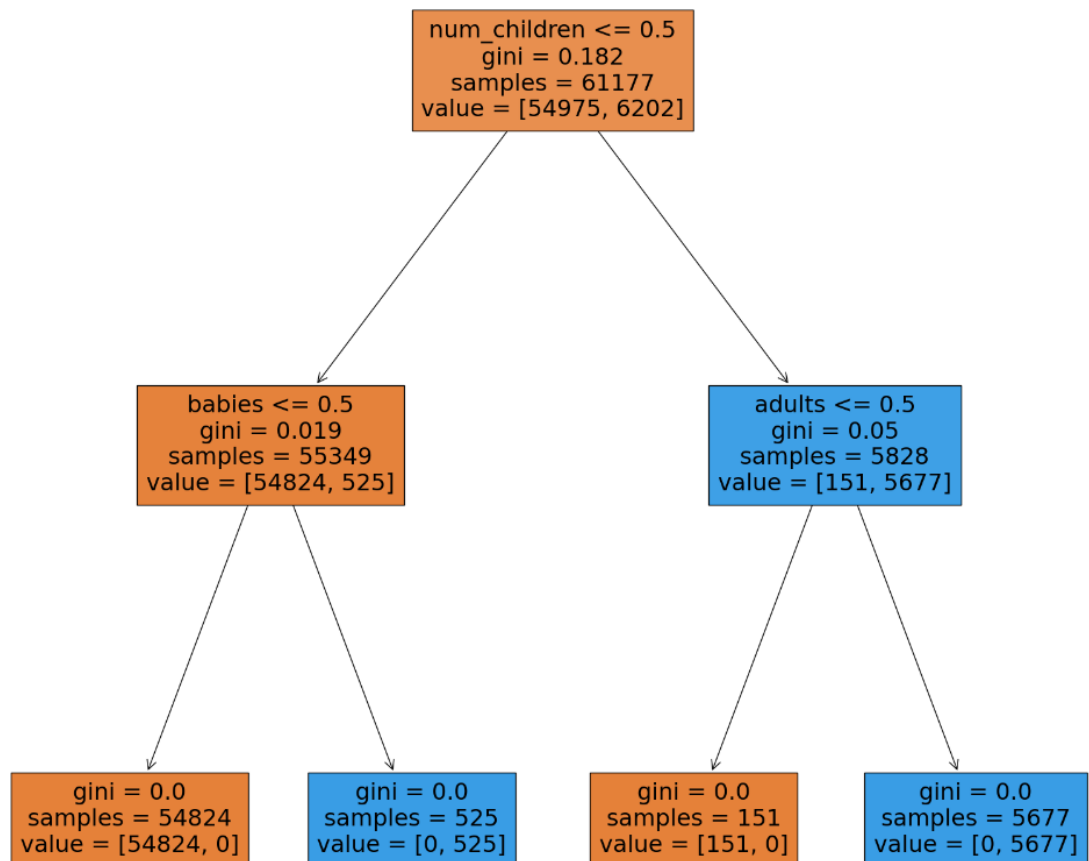 num_children <= 0.5
gini = 0.182
samples = 61177
value = [54975, 6202]
babies <= 0.5
gini = 0.019
samples = 55349
value = [54824, 525]
adults <= 0.5
gini = 0.05
samples = 5828
value = [151, 5677]
gini = 0.0
samples = 54824
value = [54824, 0]
gini = 0.0
samples = 525
value = [0, 525]
gini = 0.0
samples = 151
value = [151, 0]
gini = 0.0
samples = 5677
value = [0, 5677]